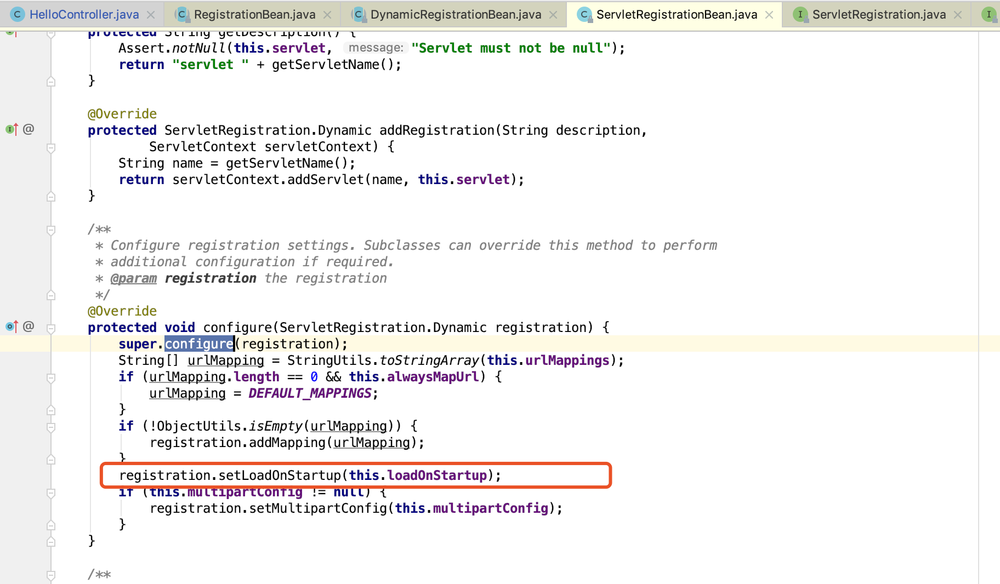 HelloController.java RegistrationBean.java DynamicRegistrationBean.java ServletRegistrationBean.java ServletRegistration.java
protected String getDescription() {
Assert.notNull(this.servlet, message: "Servlet must not be null");
return "servlet " + getServletName();
}
@Override
protected ServletRegistration.Dynamic addRegistration(String description,
ServletContext servletContext) {
String name = getServletName();
return servletContext.addServlet(name, this.servlet);
}
/**
* Configure registration settings. Subclasses can override this method to perform
* additional configuration if required.
* @param registration the registration
*/
@Override
protected void configure(ServletRegistration.Dynamic registration) {
super.configure(registration);
String[] urlMapping = StringUtils.toStringArray(this.urlMappings);
if (urlMapping.length == 0 && this.alwaysMapUrl) {
urlMapping = DEFAULT_MAPPINGS;
}
if (!ObjectUtils.isEmpty(urlMapping)) {
registration.addMapping(urlMapping);
}
registration.setLoadOnStartup(this.loadOnStartup);
if (this.multipartConfig != null) {
registration.setMultipartConfig(this.multipartConfig);
}
}
/**